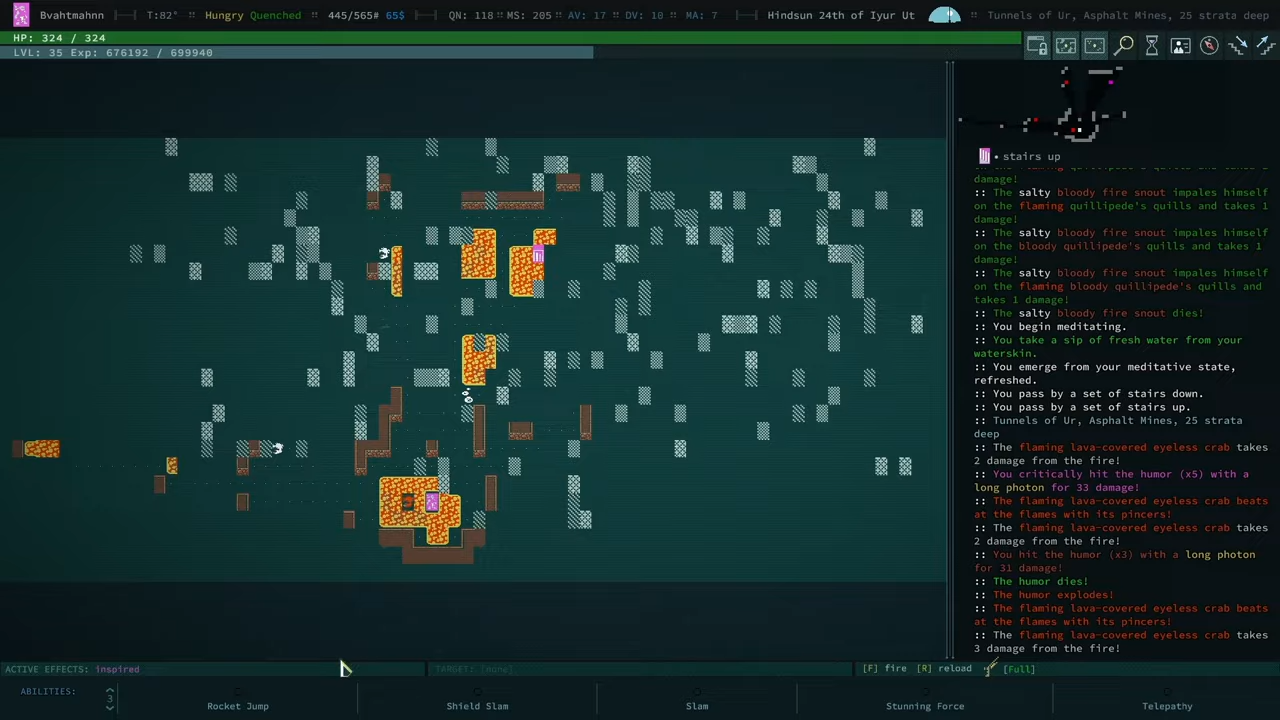 Bvahtmahnn T:82° Hungry Quenched 445/565# 65$ QN: 118 MS: 205 AV: 17 DV: 10 MA: 7 Hindsun 24th of Iyur Ut Tunnels of Ur, Asphalt Mines, 25 strata deep
HP: 324 / 324
LVL: 35 Exp: 676192 / 699940
stairs up
damage!
:: The salty bloody fire snout impales himself
on the flaming quillipede's quills and takes 1
damage!
:: The salty bloody fire snout impales himself
on the bloody quillipede's quills and takes 1
damage!
:: The salty bloody fire snout impales himself
on the flaming bloody quillipede's quills and
takes 1 damage!
:: The salty bloody fire snout dies!
:: You begin meditating.
:: You take a sip of fresh water from your
waterskin.
:: You emerge from your meditative state,
refreshed.
:: You pass by a set of stairs down.
:: You pass by a set of stairs up.
:: Tunnels of Ur, Asphalt Mines, 25 strata
deep
:: The flaming lava-covered eyeless crab takes
2 damage from the fire!
:: You critically hit the humor (x5) with a
long photon for 33 damage!
:: The flaming lava-covered eyeless crab beats
at the flames with its pincers!
:: The flaming lava-covered eyeless crab takes
2 damage from the fire!
:: You hit the humor (x3) with a long photon
for 31 damage!
:: The humor dies!
:: The humor explodes!
:: The flaming lava-covered eyeless crab beats
at the flames with its pincers!
:: The flaming lava-covered eyeless crab takes
3 damage from the fire!
ACTIVE EFFECTS: inspired TARGET: [none] [F] fire [R] reload [Full]
ABILITIES: 3 Rocket Jump Shield Slam Slam Stunning Force Telepathy